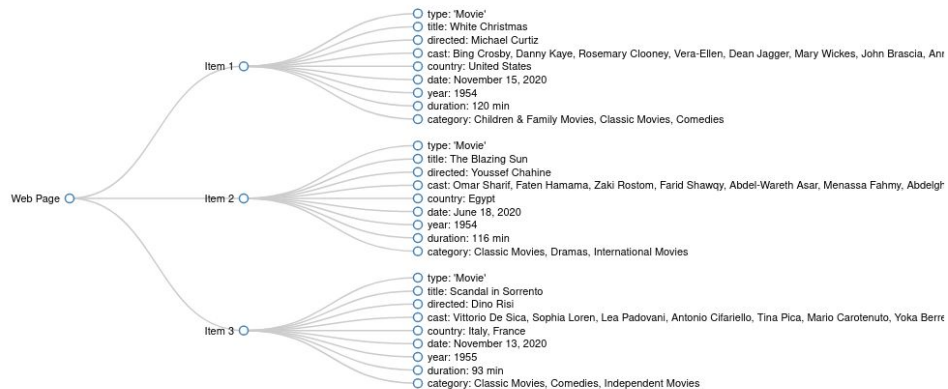 type: 'Movie'
title: White Christmas
directed: Michael Curtiz
cast: Bing Crosby, Danny Kaye, Rosemary Clooney, Vera-Ellen, Dean Jagger, Mary Wickes, John Brascia,
Item 1
country: United States
date: November 15, 2020
year: 1954
duration: 120 min
category: Children & Family Movies, Classic Movies, Comedies
type: 'Movie'
title: The Blazing Sun
directed: Youssef Chahine
cast: Omar Sharif, Faten Hamama, Zaki Rostom, Farid Shawqy, Abdel-Wareth Asar, Menassa Fahmy,
Web Page
Item 2
country: Egypt
date: June 18, 2020
year: 1954
duration: 116 min
category: Classic Movies, Dramas, International Movies
type: 'Movie'
title: Scandal in Sorrento
directed: Dino Risi
cast: Vittorio De Sica, Sophia Loren, Lea Padovani, Antonio Cifariello, Tina Pica, Mario Carotenuto, Yoka
Item 3
country: Italy, France
date: November 13, 2020
year: 1955
duration: 93 min
category: Classic Movies, Comedies, Independent Movies